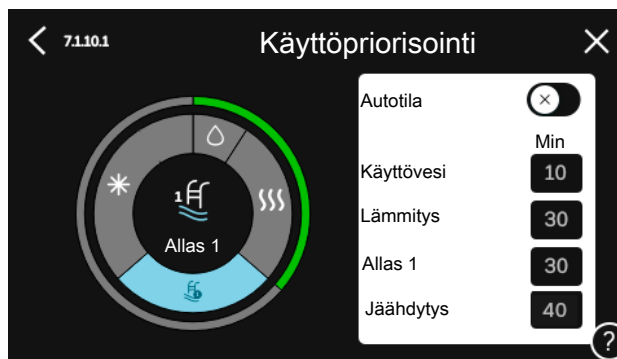 7.1.10.1 Käyttöpriorisointi
Autotila
Min
Käyttövesi 10
Lämmitys 30
Allas 1 30
Jäähdytys 40
1
Allas 1
1
?